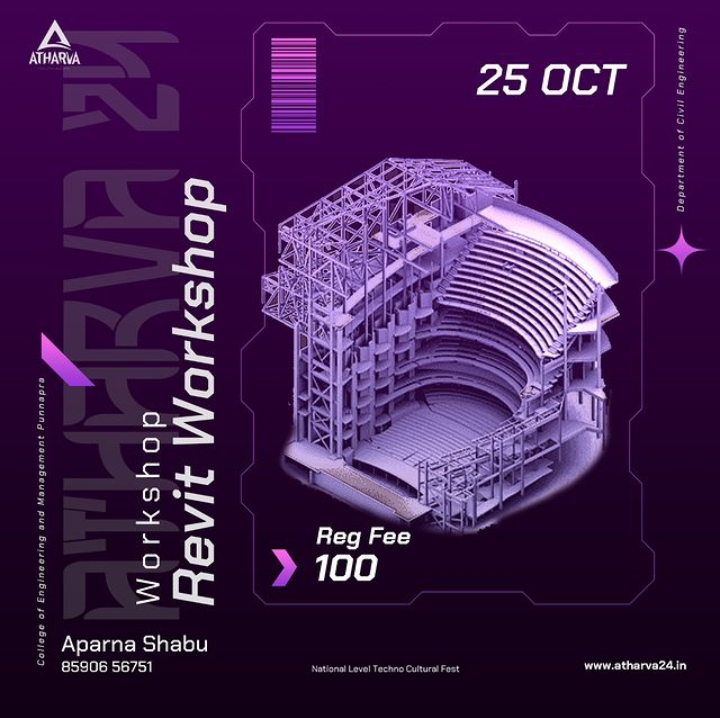 ATHARVA
25 OCT
Department of Civil Engineering
ATHARVA 24
Workshop
Revit Workshop
College of Engineering and Management Punnapra
Reg Fee
100
Aparna Shabu
85906 56751
National Level Techno Cultural Fest
www.atharva24.in